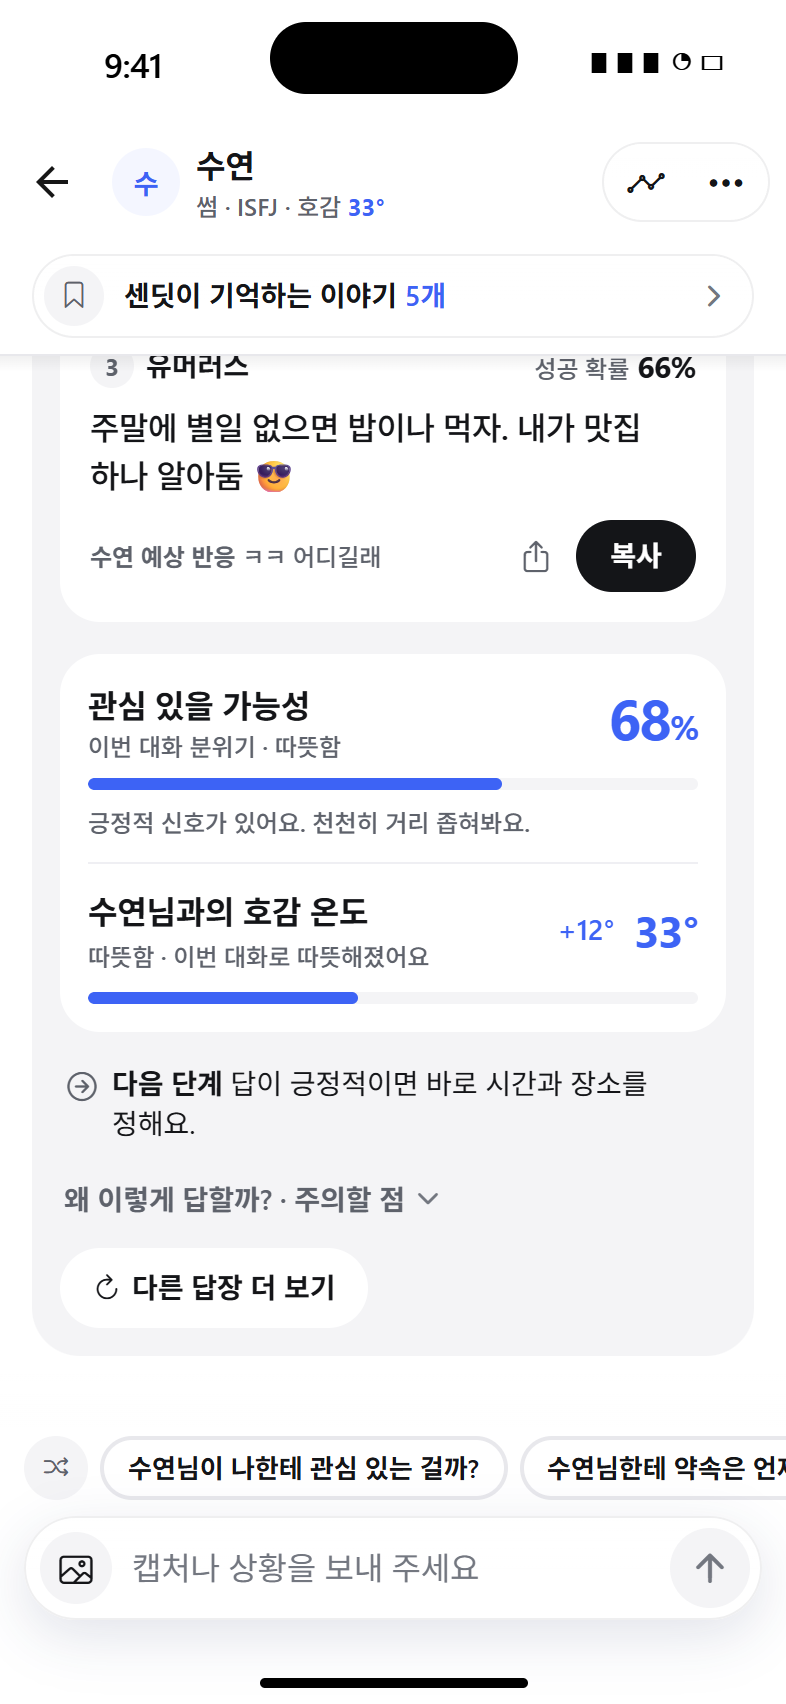 9:41
수
수연
썸 · ISFJ · 호감 33°
센딧이 기억하는 이야기 5개
3 유머러스 성공 확률 66%
주말에 별일 없으면 밥이나 먹자. 내가 맛집
하나 알아둠 😎
수연 예상 반응 ㅋㅋ 어디길래
복사
관심 있을 가능성 68%
이번 대화 분위기 · 따뜻함
긍정적 신호가 있어요. 천천히 거리 좁혀봐요.
수연님과의 호감 온도 +12° 33°
따뜻함 · 이번 대화로 따뜻해졌어요
다음 단계 답이 긍정적이면 바로 시간과 장소를
정해요.
왜 이렇게 답할까? · 주의할 점
다른 답장 더 보기
수연님이 나한테 관심 있는 걸까? 수연님한테 약속은
캡처나 상황을 보내 주세요